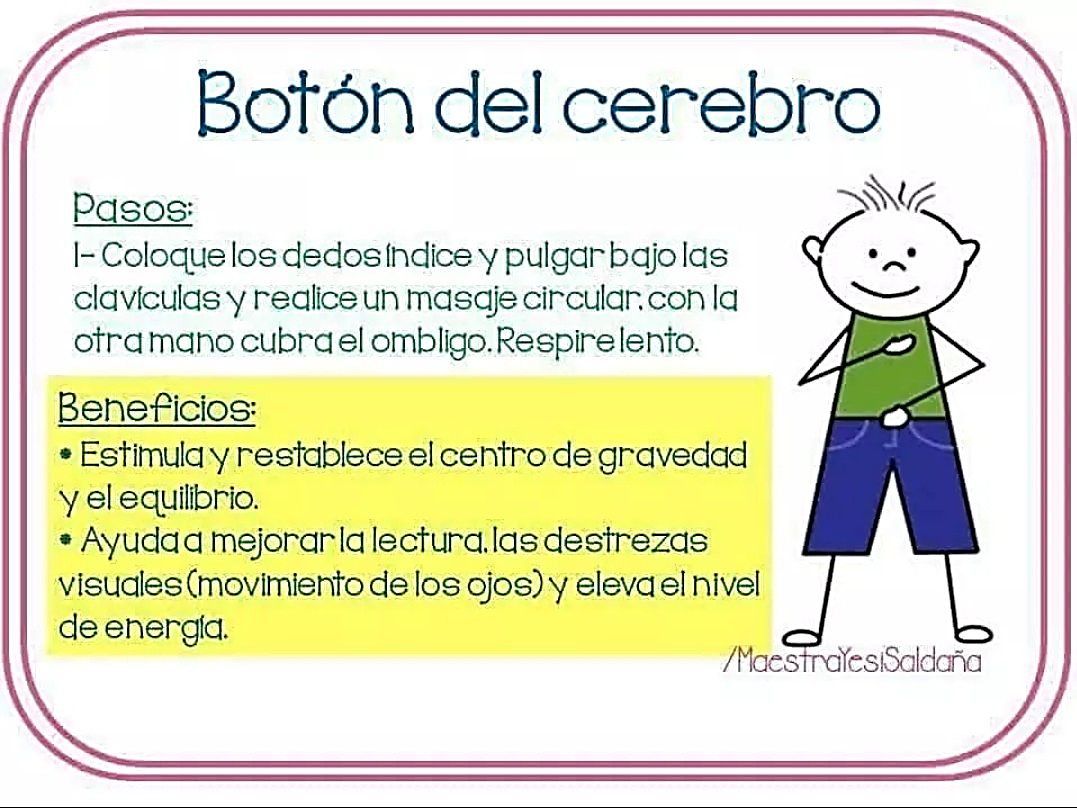 Botón del cerebro
Pasos:
1- Coloque los dedos índice y pulgar bajo las
clavículas y realice un masaje circular, con la
otra mano cubra el ombligo. Respire lento.
Beneficios:
• Estimula y restablece el centro de gravedad
y el equilibrio.
• Ayuda a mejorar la lectura, las destrezas
visuales (movimiento de los ojos) y eleva el nivel
de energía.
/MaestraYesiSaldaña